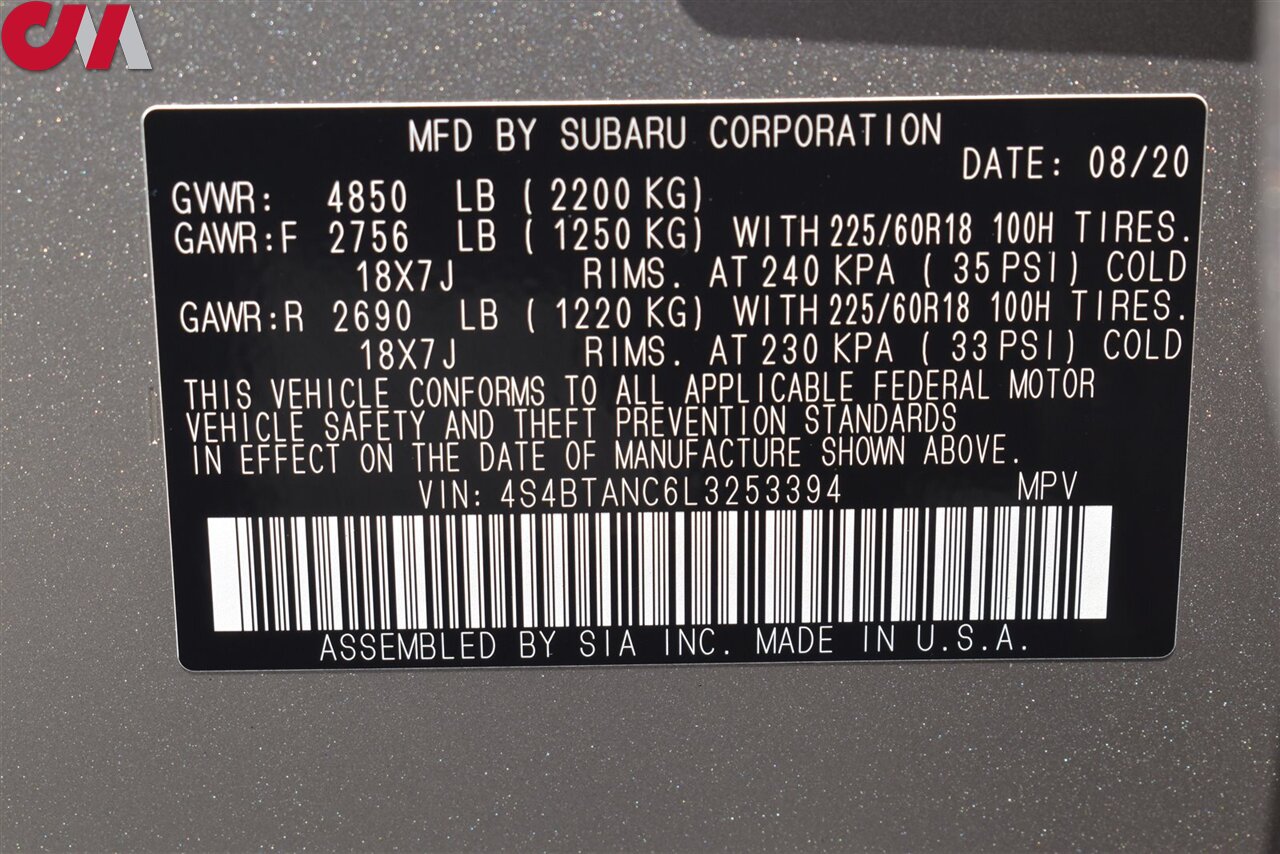 CMA
MFD BY SUBARU CORPORATION
DATE: 08/20
GVWR: 4850 LB ( 2200 KG)
GAWR:F 2756 LB ( 1250 KG) WITH 225/60R18 100H TIRES.
18X7J RIMS. AT 240 KPA ( 35 PSI) COLD
GAWR:R 2690 LB ( 1220 KG) WITH 225/60R18 100H TIRES.
18X7J RIMS. AT 230 KPA ( 33 PSI) COLD
THIS VEHICLE CONFORMS TO ALL APPLICABLE FEDERAL MOTOR
VEHICLE SAFETY AND THEFT PREVENTION STANDARDS
IN EFFECT ON THE DATE OF MANUFACTURE SHOWN ABOVE.
VIN: 4S4BTANC6L3253394 MPV
ASSEMBLED BY SIA INC. MADE IN U.S.A.